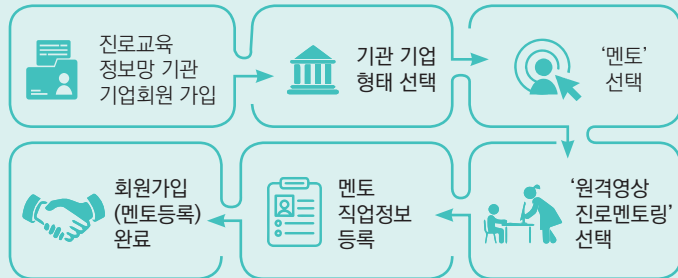 진로교육
정보망 기관
기업회원 가입
기관 기업
형태 선택
‘멘토’
선택
‘원격영상
진로멘토링’
선택
멘토
직업정보
등록
회원가입
(멘토등록)
완료